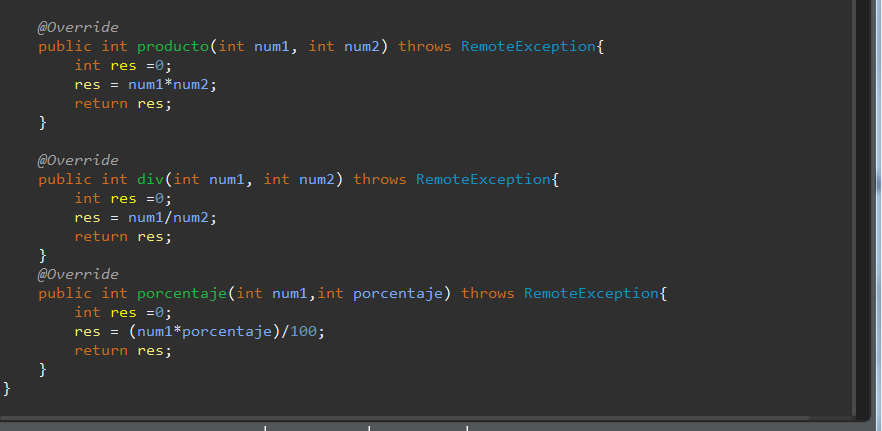 @Override
public int producto(int num1, int num2) throws RemoteException{
int res =0;
res = num1*num2;
return res;
}
@Override
public int div(int num1, int num2) throws RemoteException{
int res =0;
res = num1/num2;
return res;
}
@Override
public int porcentaje(int num1,int porcentaje) throws RemoteException{
int res =0;
res = (num1*porcentaje)/100;
return res;
}
}